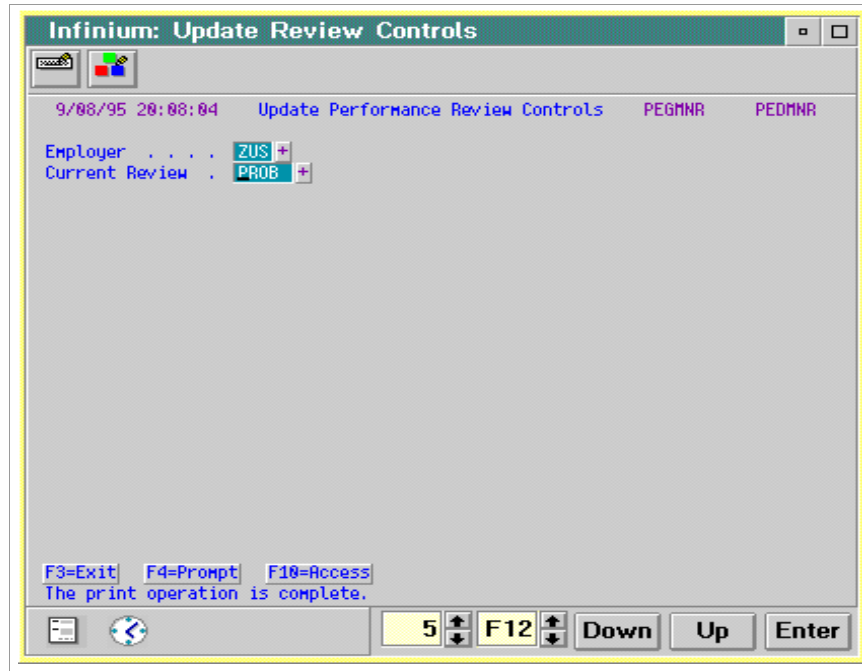 Infinium: Update Review Controls
9/08/95 20:08:04 Update Performance Review Controls PEGMNR PEDMNR
Employer . . . . ZUS +
Current Review . PROB +
F3=Exit F4=Prompt F10=Access
The print operation is complete.
5 F12 Down Up Enter